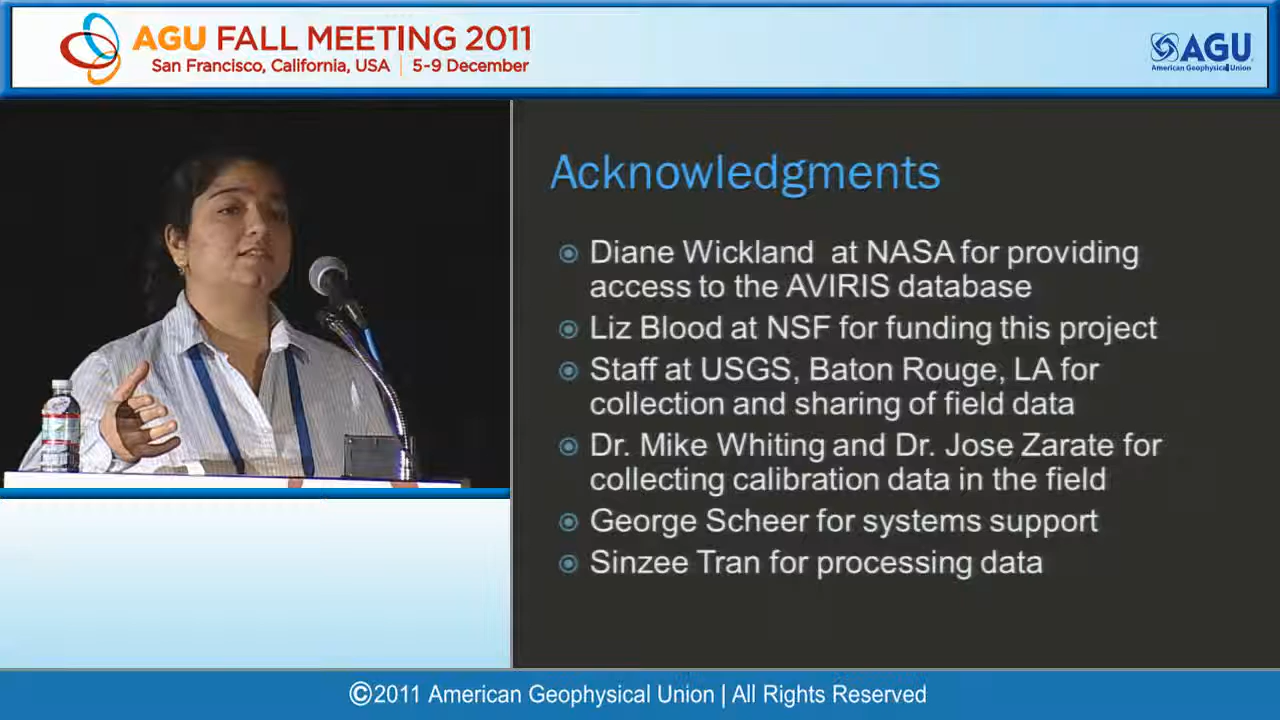 AGU FALL MEETING 2011
San Francisco, California, USA | 5-9 December
AGU
American Geophysical Union
Acknowledgments
Diane Wickland at NASA for providing
access to the AVIRIS database
Liz Blood at NSF for funding this project
Staff at USGS, Baton Rouge, LA for
collection and sharing of field data
Dr. Mike Whiting and Dr. Jose Zarate for
collecting calibration data in the field
George Scheer for systems support
Sinzee Tran for processing data
©2011 American Geophysical Union | All Rights Reserved